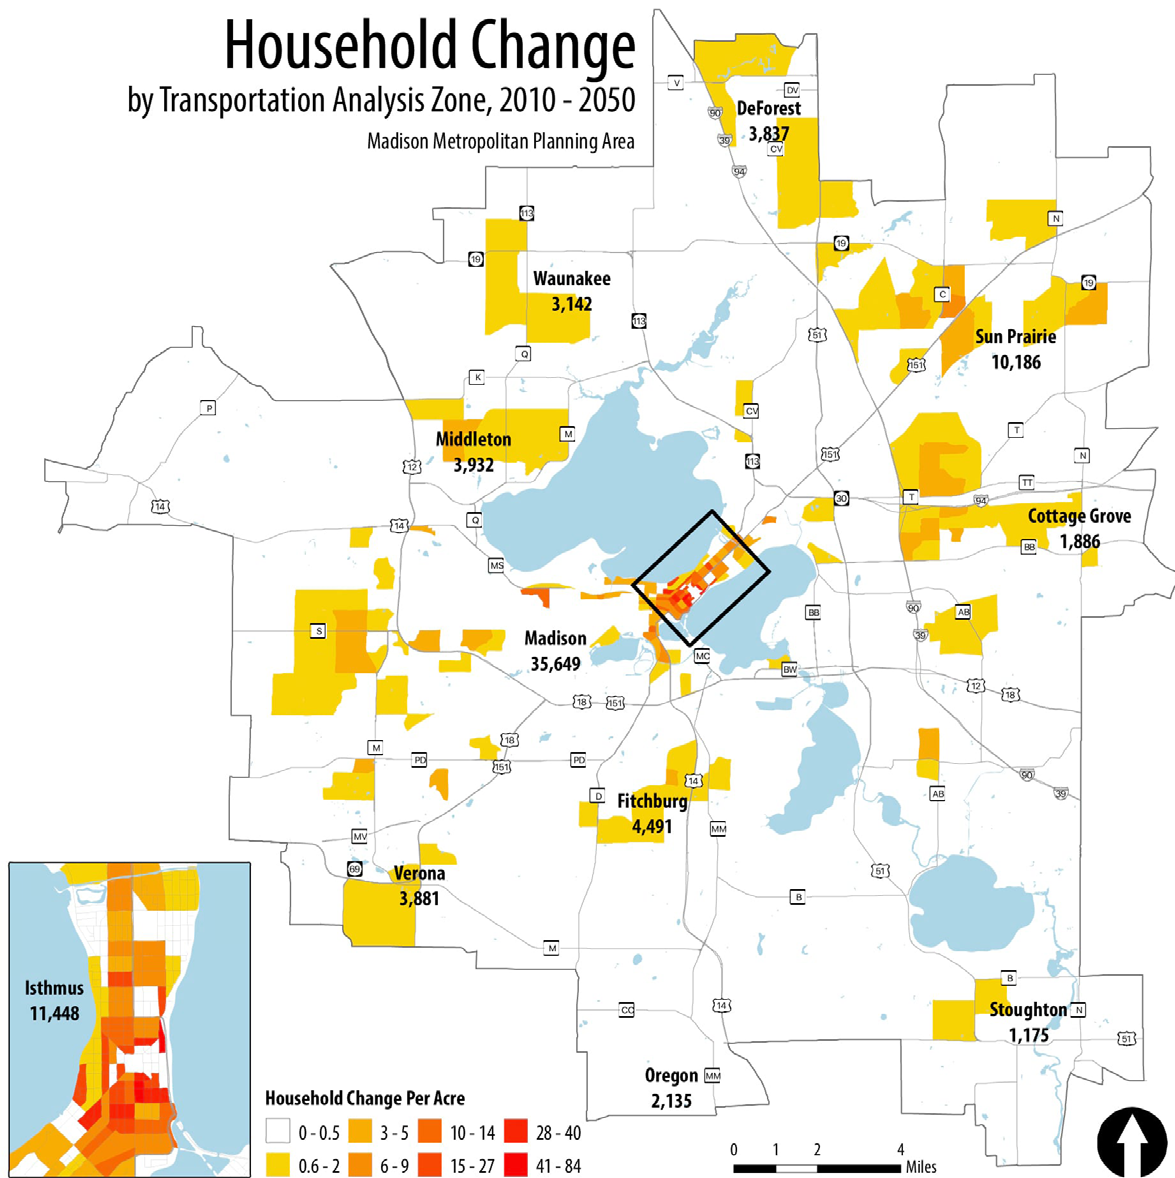 Household Change
by Transportation Analysis Zone, 2010 - 2050
Madison Metropolitan Planning Area
V
DV
90
DeForest
3,837
39
CV
94
113
N
19
19
Waunakee
3,142
19
C
113
51
Sun Prairie
10,186
Q
151
K
P
CV
Middleton
3,932
M
T
12
113
151
N
TT
14
30
T
94
Q
14
Cottage Grove
1,886
BB
MS
90
BB
AB
S
39
Madison
35,649
MC
BW
12
18
18
151
M
18
PD
PD
151
90
14
39
D
Fitchburg
4,491
AB
MM
MV
69
Verona
3,881
51
B
M
B
Isthmus
11,448
CC
14
Stoughton
1,175
N
51
Oregon
2,135
MM
Household Change Per Acre
0 - 0.5
3 - 5
10 - 14
28 - 40
0.6 - 2
6 - 9
15 - 27
41 - 84
0 1 2 4
Miles